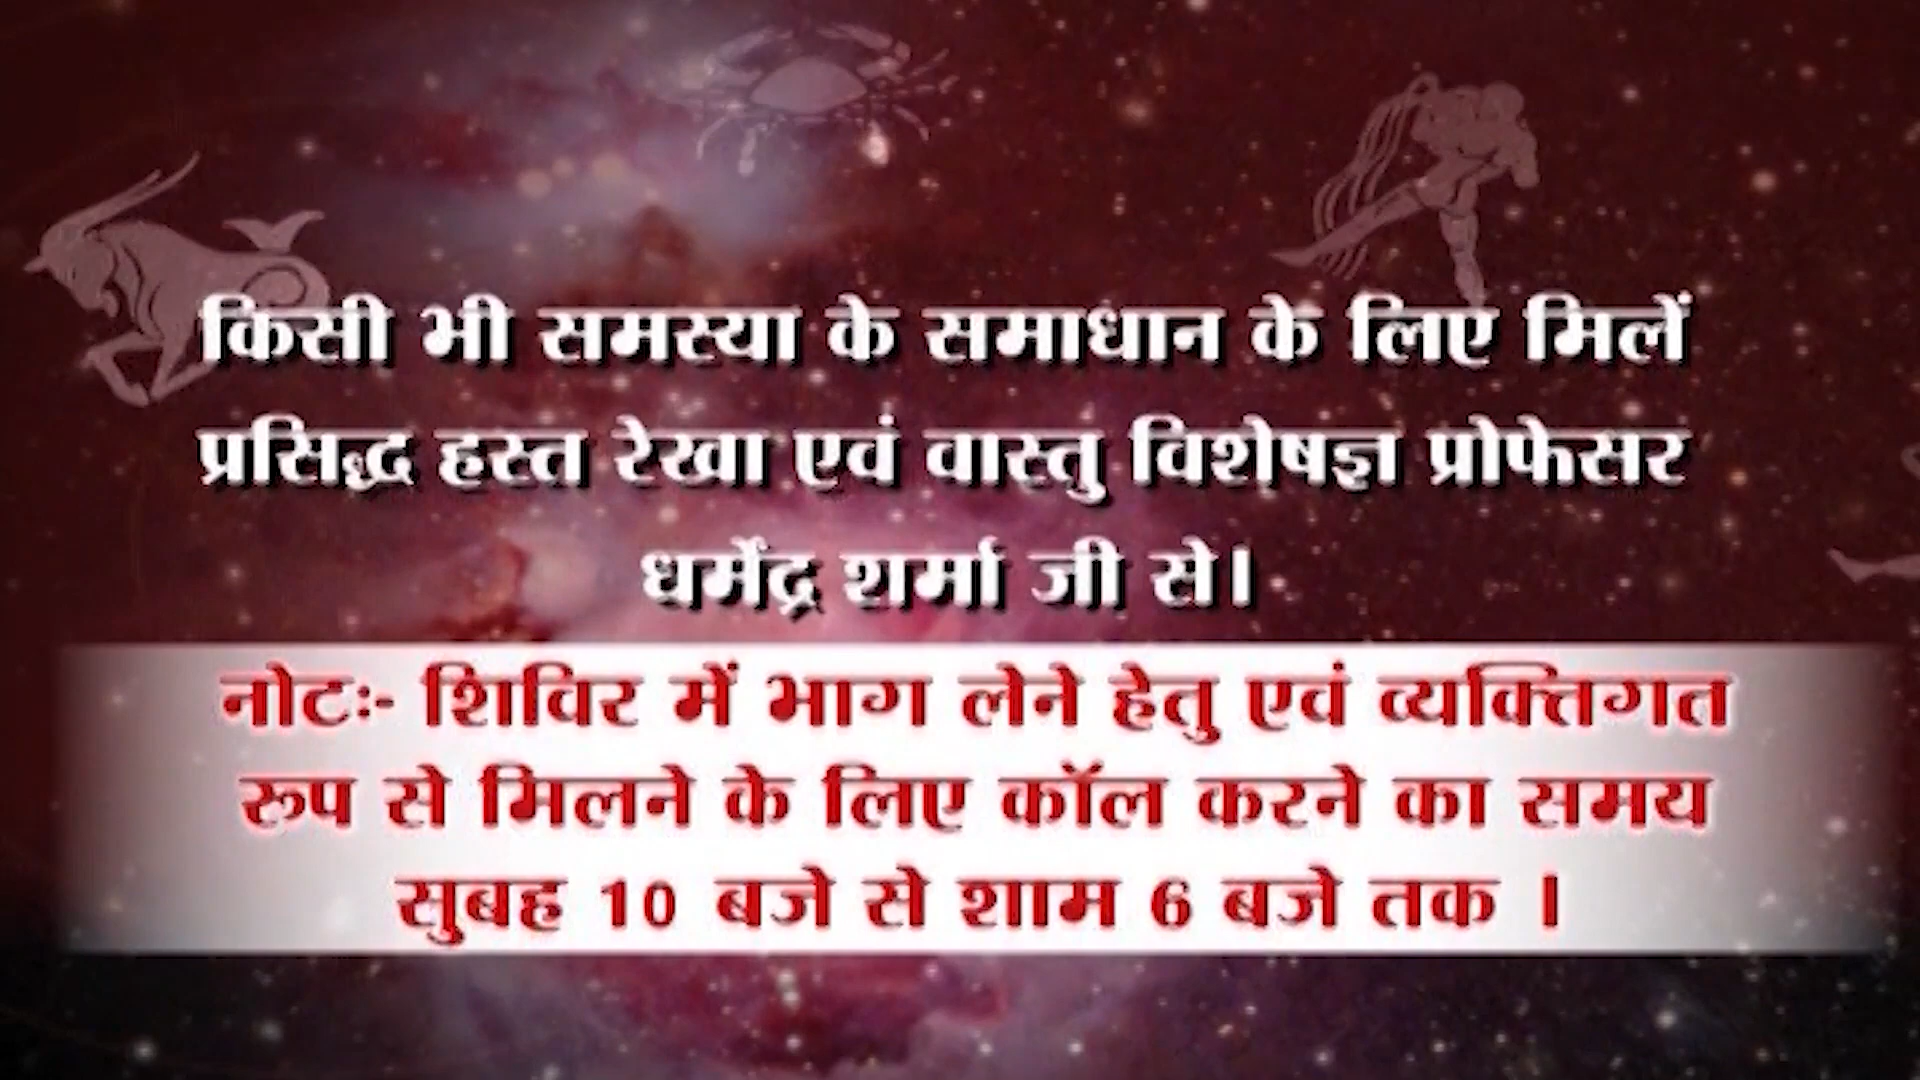 किसी भी समस्या के समाधान के लिए मिलें
प्रसिद्ध हस्त रेखा एवं वास्तु विशेषज्ञ प्रोफेसर
धर्मेंद्र शर्मा जी से।
नोटः- शिविर में भाग लेने हेतु एवं व्यक्तिगत
रूप से मिलने के लिए कॉल करने का समय
सुबह 10 बजे से शाम 6 बजे तक ।